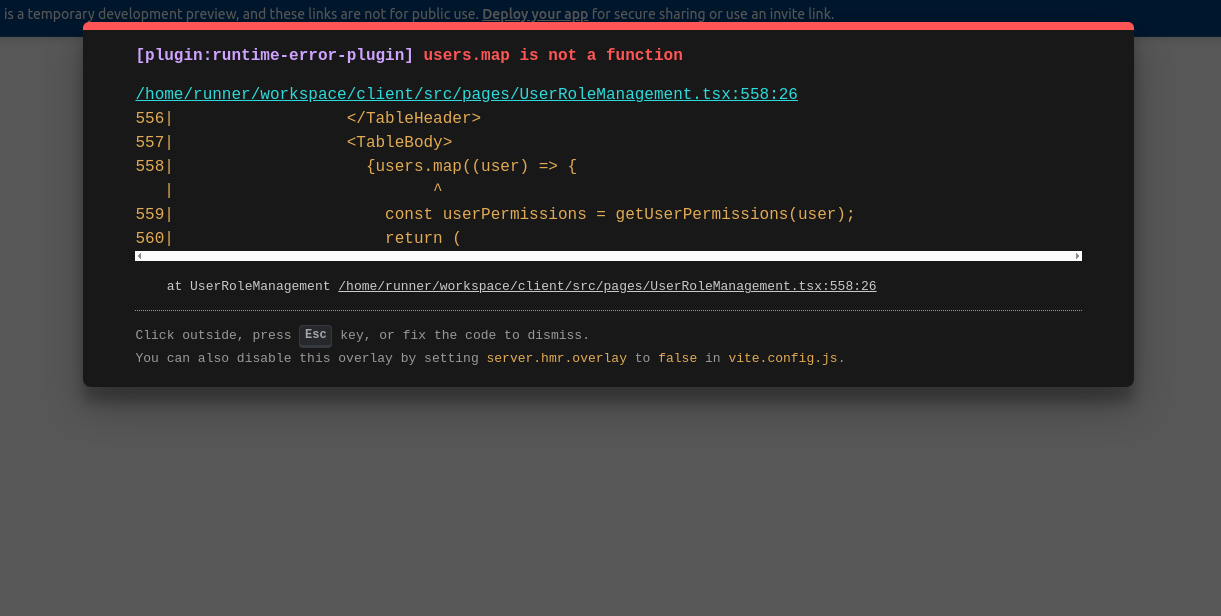 is a temporary development preview, and these links are not for public use. Deploy your app for secure sharing or use an invite link.
[plugin:runtime-error-plugin] users.map is not a function
/home/runner/workspace/client/src/pages/UserRoleManagement.tsx:558:26
556|                  </TableHeader>
557|                  <TableBody>
558|                    {users.map((user) => {
   |                           ^
559|                      const userPermissions = getUserPermissions(user);
560|                      return (
at UserRoleManagement /home/runner/workspace/client/src/pages/UserRoleManagement.tsx:558:26
Click outside, press Esc key, or fix the code to dismiss.
You can also disable this overlay by setting server.hmr.overlay to false in vite.config.js.